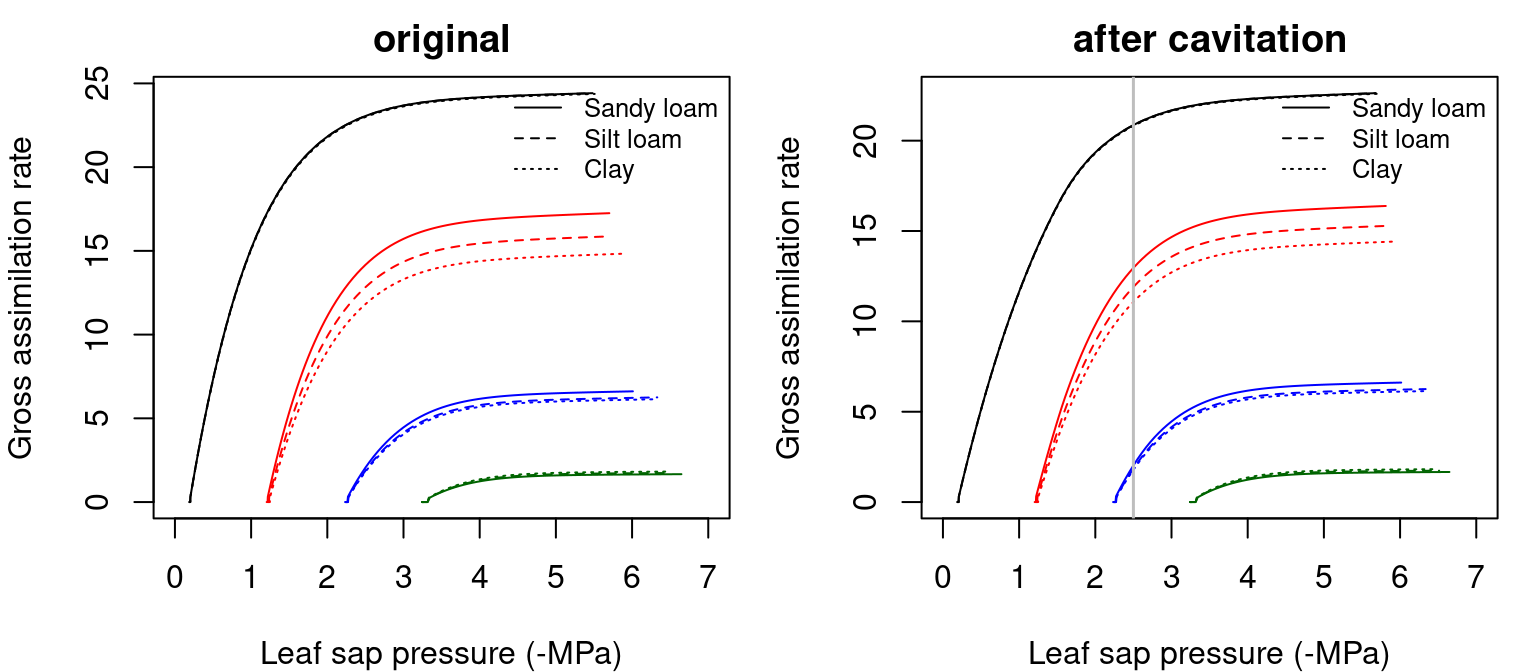 original
Gross assimilation rate
25
20
15
10
5
0
Sandy loam
Silt loam
Clay
0 1 2 3 4 5 6 7
Leaf sap pressure (-MPa)
after cavitation
Gross assimilation rate
20
15
10
5
0
Sandy loam
Silt loam
Clay
0 1 2 3 4 5 6 7
Leaf sap pressure (-MPa)